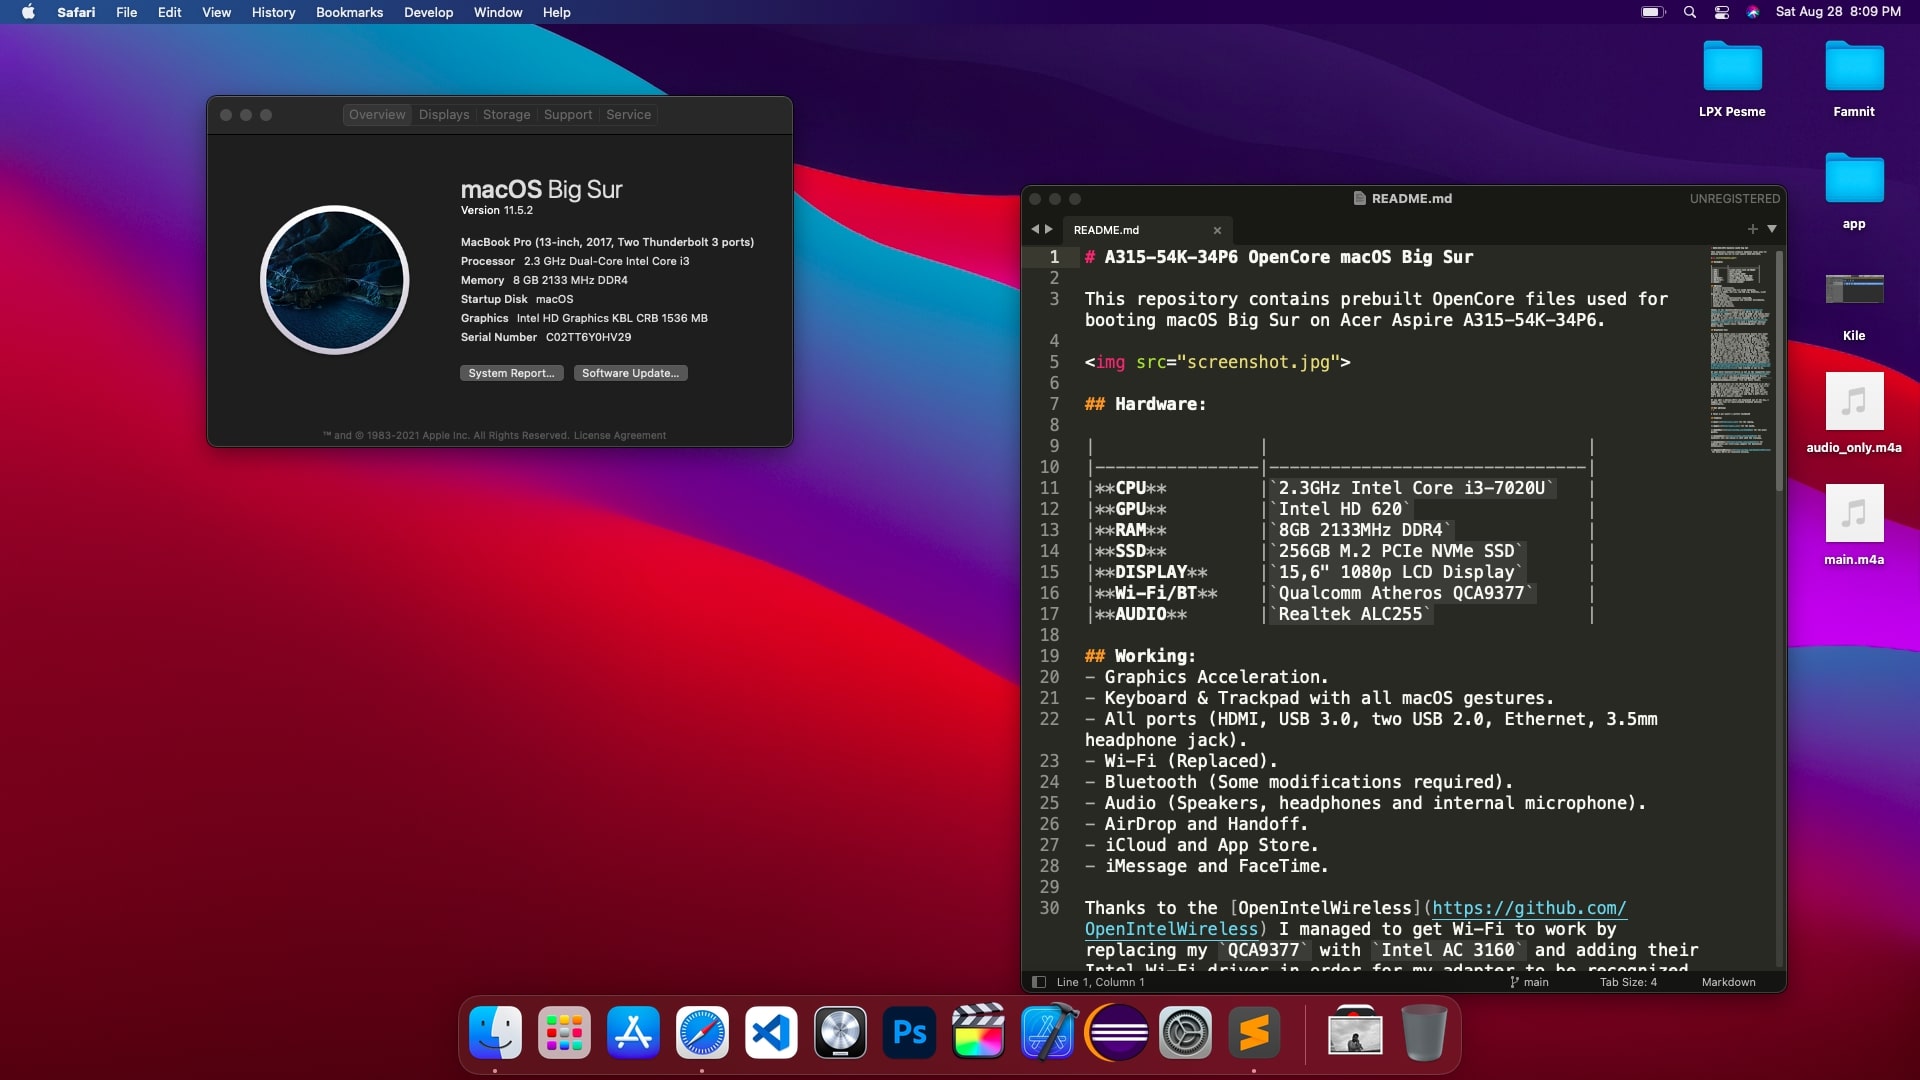 Safari File Edit View History Bookmarks Develop Window Help
Sat Aug 28 8:09 PM
Overview Displays Storage Support Service
macOS Big Sur
Version 11.5.2
MacBook Pro (13-inch, 2017, Two Thunderbolt 3 ports)
Processor 2.3 GHz Dual-Core Intel Core i3
Memory 8 GB 2133 MHz DDR4
Startup Disk macOS
Graphics Intel HD Graphics KBL CRB 1536 MB
Serial Number C02TT6Y0HV29
System Report...
Software Update...
™ and © 1983-2021 Apple Inc. All Rights Reserved. License Agreement
README.md
UNREGISTERED
README.md
1 # A315-54K-34P6 OpenCore macOS Big Sur
2
3 This repository contains prebuilt OpenCore files used for
booting macOS Big Sur on Acer Aspire A315-54K-34P6.
4
5 <img src="screenshot.jpg">
6
7 ## Hardware:
8
9 | | |
10 |----------------|-------------------------------|
11 |**CPU** |`2.3GHz Intel Core i3-7020U` |
12 |**GPU** |`Intel HD 620` |
13 |**RAM** |`8GB 2133MHz DDR4` |
14 |**SSD** |`256GB M.2 PCIe NVMe SSD` |
15 |**DISPLAY** |`15,6" 1080p LCD Display` |
16 |**Wi-Fi/BT** |`Qualcomm Atheros QCA9377` |
17 |**AUDIO** |`Realtek ALC255` |
18
19 ## Working:
20 - Graphics Acceleration.
21 - Keyboard & Trackpad with all macOS gestures.
22 - All ports (HDMI, USB 3.0, two USB 2.0, Ethernet, 3.5mm
headphone jack).
23 - Wi-Fi (Replaced).
24 - Bluetooth (Some modifications required).
25 - Audio (Speakers, headphones and internal microphone).
26 - AirDrop and Handoff.
27 - iCloud and App Store.
28 - iMessage and FaceTime.
29
30 Thanks to the [OpenIntelWireless](https://github.com/
OpenIntelWireless) I managed to get Wi-Fi to work by
replacing my `QCA9377` with `Intel AC 3160` and adding their
Intel Wi-Fi driver in order for my adapter to be recognized
Line 1, Column 1
main
Tab Size: 4
Markdown
LPX Pesme
Famnit
app
Kile
audio_only.m4a
main.m4a
Ps